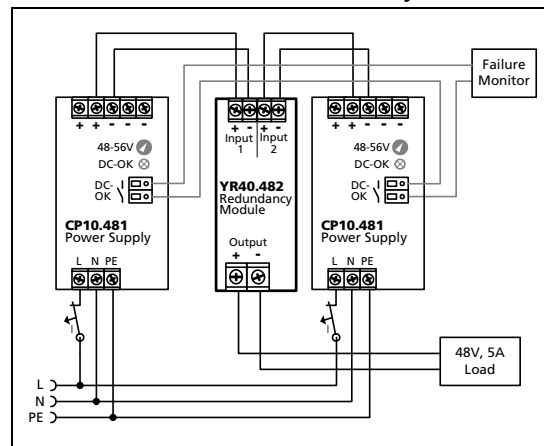 Failure
Monitor
+ + - - -
+ - + -
Input 1
Input 2
+ + - - -
48-56V
DC-OK
DC-
OK
CP10.481
Power Supply
L N PE
YR40.482
Redundancy
Module
Output
+ -
48-56V
DC-OK
DC-
OK
CP10.481
Power Supply
L N PE
I
I
48V, 5A
Load
L
N
PE